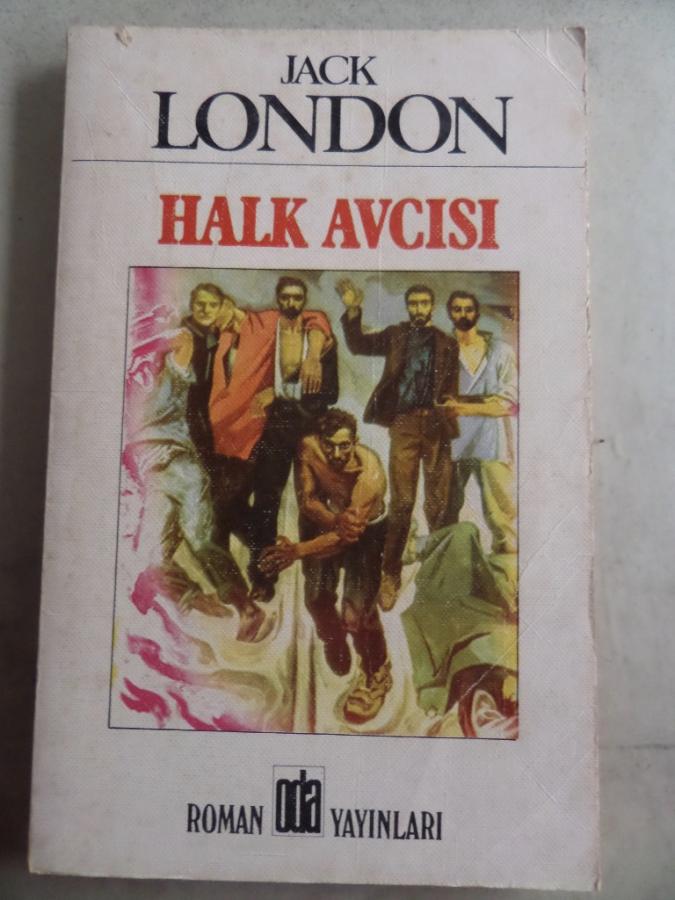 JACK
LONDON
HALK AVCISI
ROMAN oda YAYINLARI